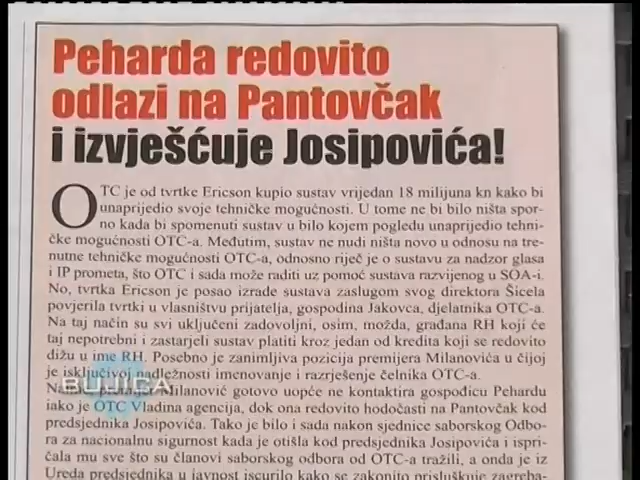 Peharda redovito
odlazi na Pantovčak
i izvješćuje Josipovića!
OTC je od tvrtke Ericson kupio sustav vrijedan 18 milijuna kn kako bi
unaprijedio svoje tehničke mogućnosti. U tome ne bi bilo ništa spor-
no kada bi spomenuti sustav u bilo kojem pogledu unaprijedio tehni-
čke mogućnosti OTC-a. Međutim, sustav ne nudi ništa novo u odnosu na tre-
nutne tehničke mogućnosti OTC-a, odnosno riječ je o sustavu za nadzor glasa
i IP prometa, što OTC i sada može raditi uz pomoć sustava razvijenog u SOA-i.
No, tvrtka Ericson je posao izrade sustava zaslugom svog direktora Šicela
povjerila tvrtki u vlasništvu prijatelja, gospodina Jakovca, djelatnika OTC-a.
Na taj način su svi uključeni zadovoljni, osim, možda, građana RH koji će
taj nepotrebni i zastarjeli sustav platiti kroz jedan od kredita koji se redovito
dižu u ime RH. Posebno je zanimljiva pozicija premijera Milanovića u čijoj
je isključivoj nadležnosti imenovanje i razrješenje čelnika OTC-a.
BUJICA
Milanović gotovo uopće ne kontaktira gospođicu Pehardu
iako je OTC Vladina agencija, dok ona redovito hodočasti na Pantovčak kod
predsjednika Josipovića. Tako je bilo i sada nakon sjednice saborskog Odbo-
ra za nacionalnu sigurnost kada je otišla kod predsjednika Josipovića i ispri-
čala mu sve što su članovi saborskog odbora od OTC-a tražili, a onda je iz
Ureda predsjednika u javnost iscurilo kako se zakonito prisluškuje zagreba-